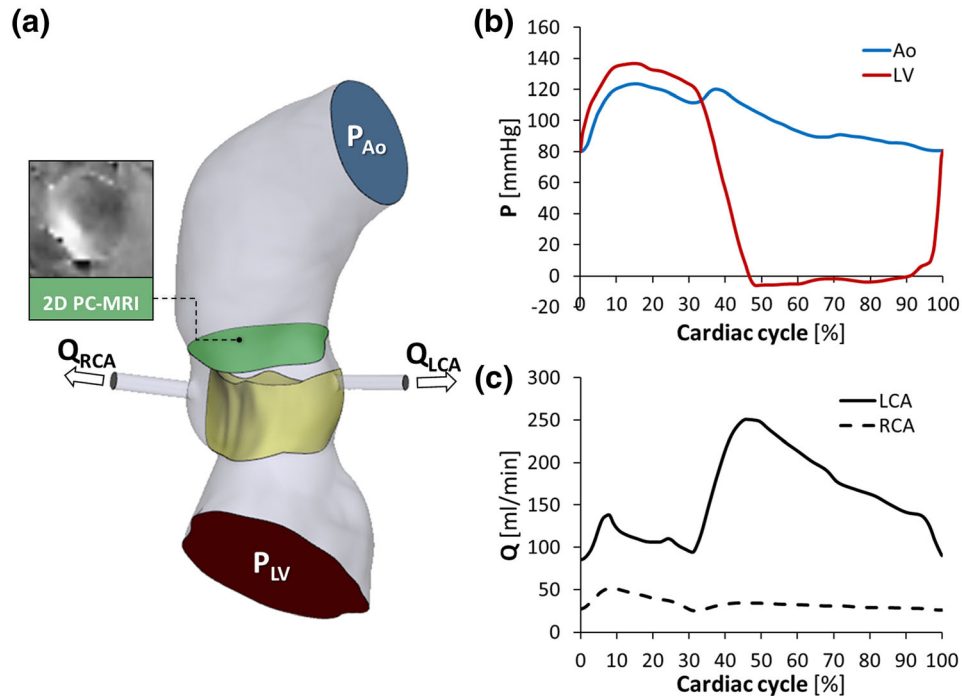 (a)
P_Ao
2D PC-MRI
Q_RCA
Q_LCA
P_LV
(b)
160
140
120
100
80
60
40
20
0
-20
P [mmHg]
Ao
LV
0 10 20 30 40 50 60 70 80 90 100
Cardiac cycle [%]
(c)
300
250
200
150
100
50
0
Q [ml/min]
LCA
RCA
0 10 20 30 40 50 60 70 80 90 100
Cardiac cycle [%]